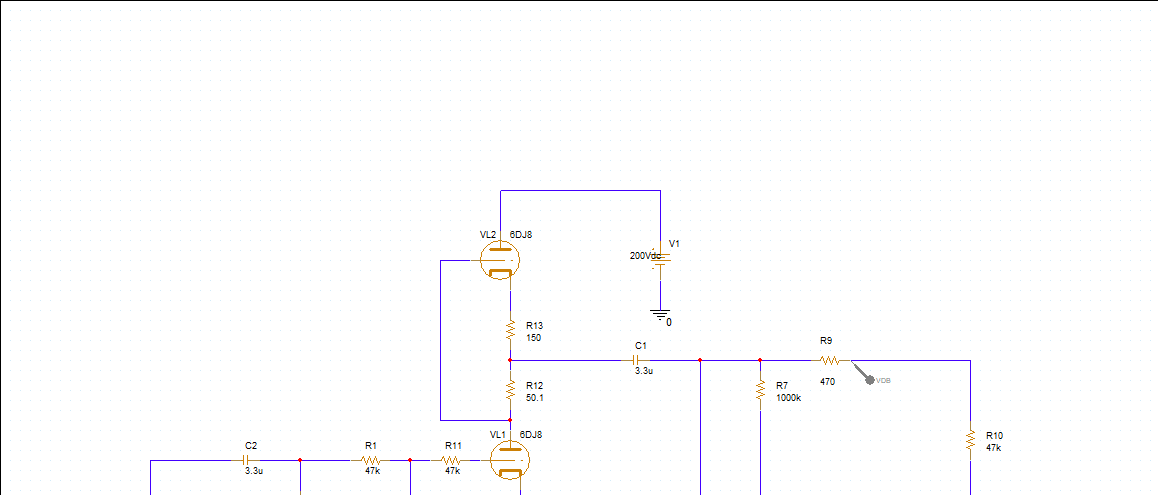 VL2 6DJ8
V1
200Vdc
0
R13
150
C1
3.3u
R9
470
VDB
R12
50.1
R7
1000k
VL1 6DJ8
R10
47k
C2
3.3u
R1
47k
R11
47k